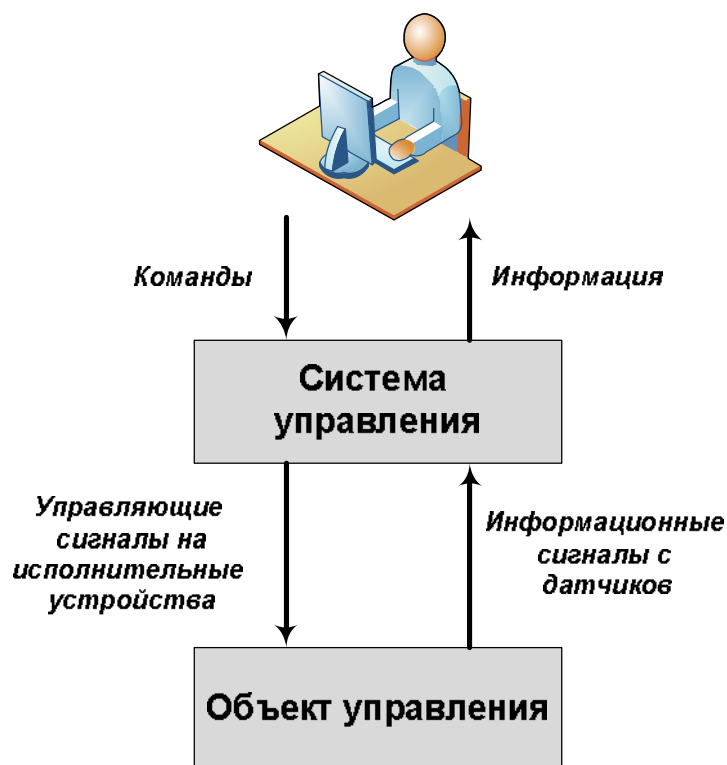 Команды
Информация
Система
управления
Управляющие
сигналы на
исполнительные
устройства
Информационные
сигналы с
датчиков
Объект управления